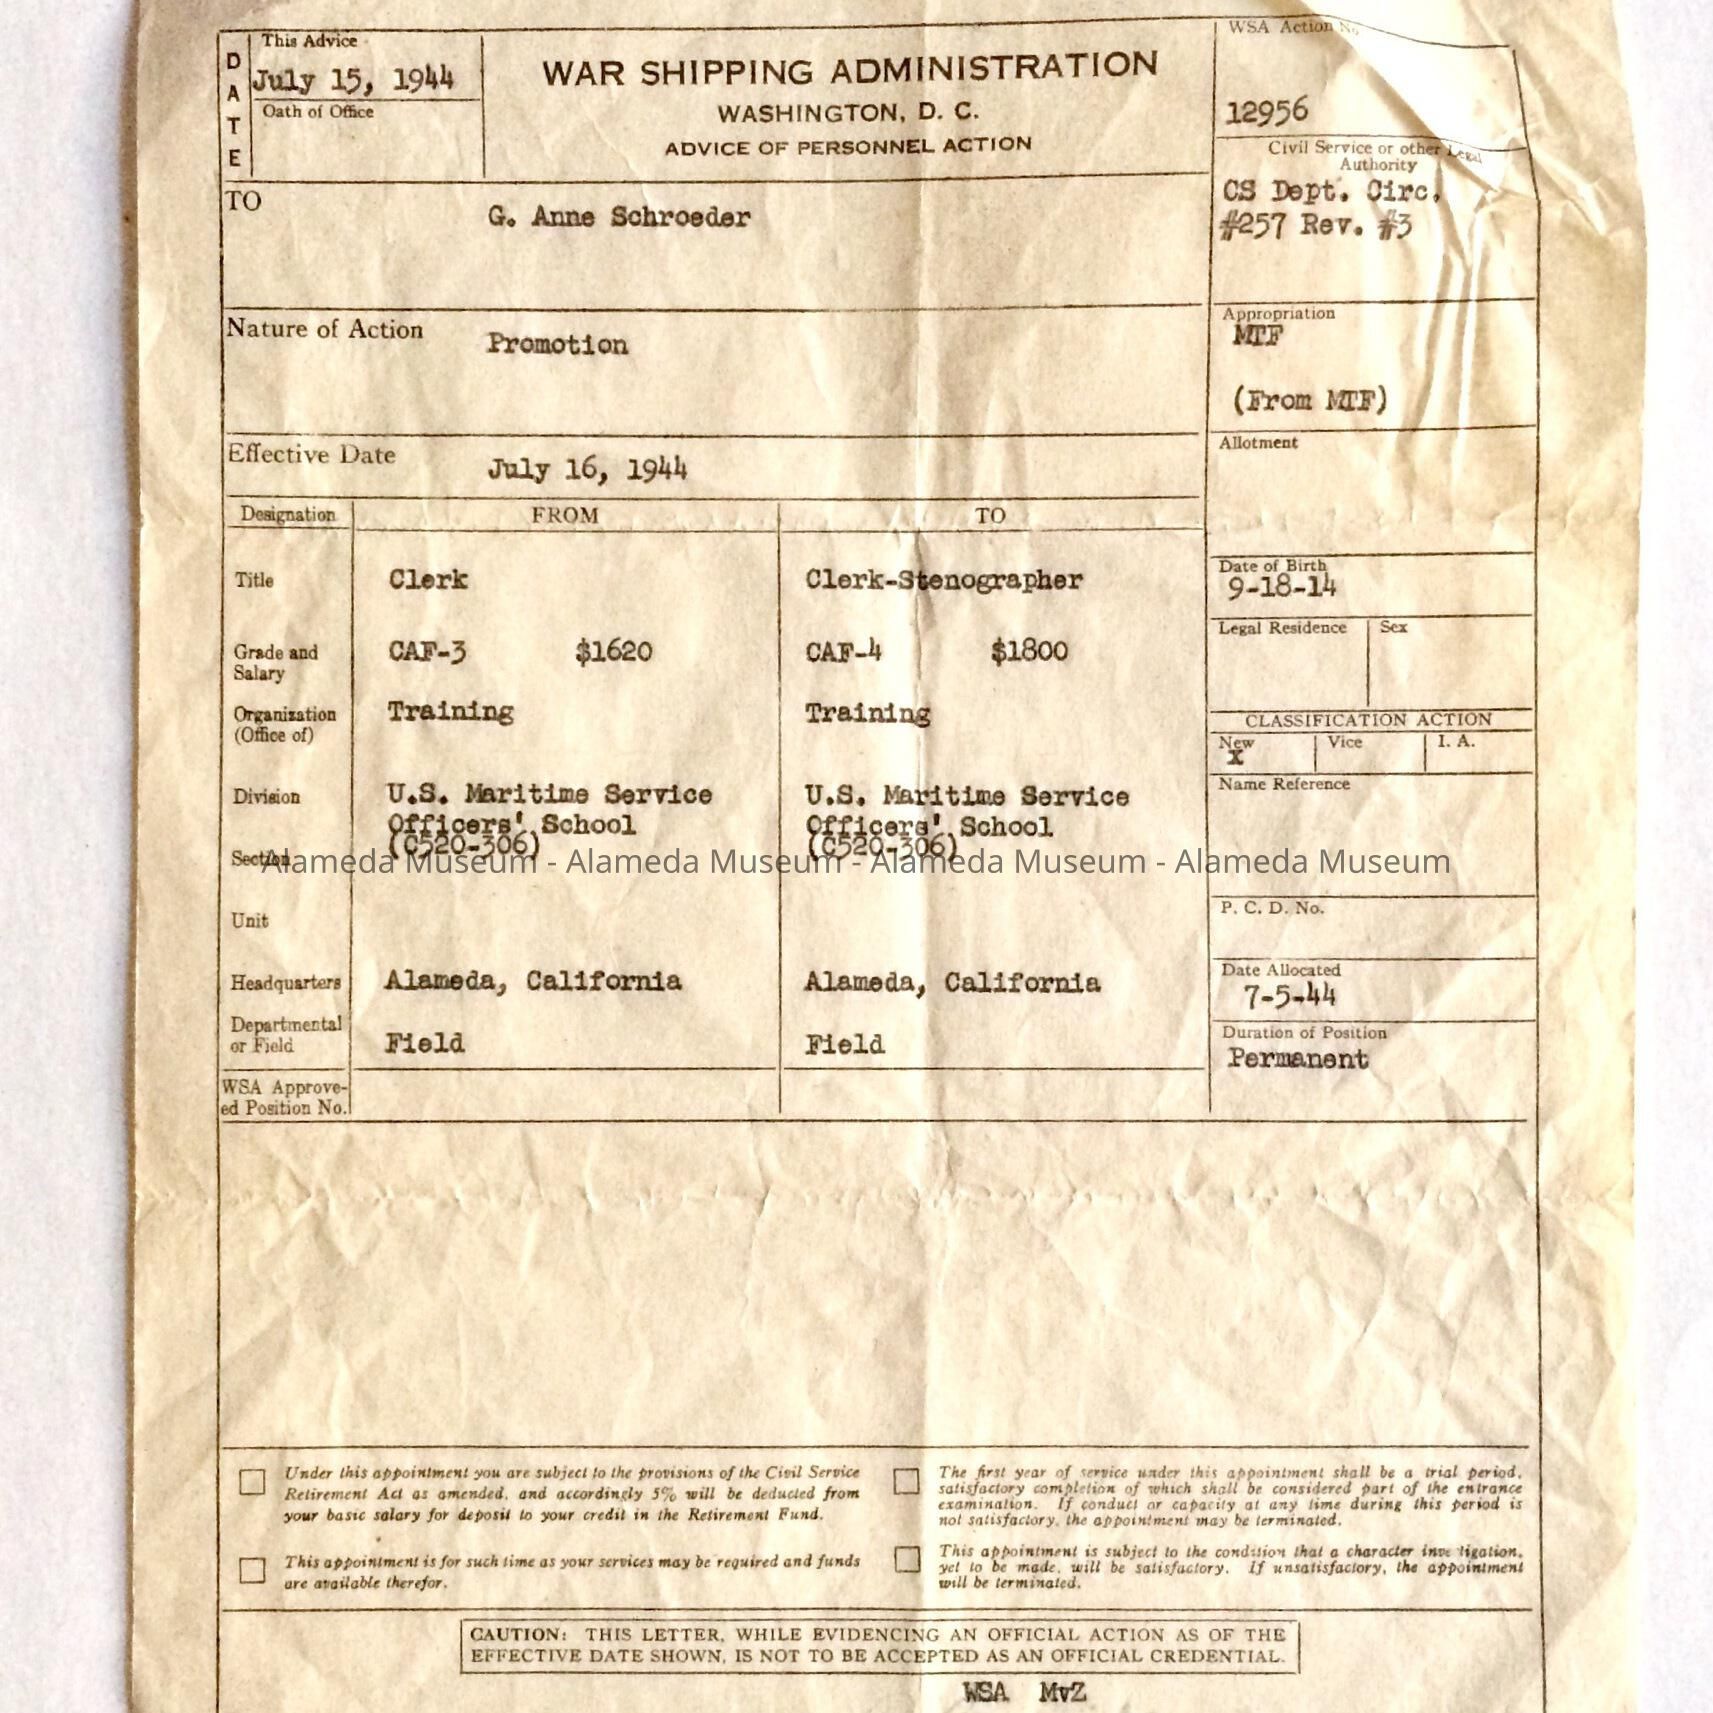 DATE
This Advice
July 15, 1944
Oath of Office
WAR SHIPPING ADMINISTRATION
WASHINGTON, D. C.
ADVICE OF PERSONNEL ACTION
WSA Action No
12956
Civil Service or other Legal
Authority
CS Dept. Circ.
#257 Rev. #3
TO
G. Anne Schroeder
Nature of Action
Promotion
Appropriation
MTF
(From MTF)
Effective Date
July 16, 1944
Allotment
Designation FROM TO
Title Clerk Clerk-Stenographer
Date of Birth
9-18-14
Legal Residence Sex
Grade and
Salary
CAF-3 $1620 CAF-4 $1800
Organization
(Office of)
Training Training
CLASSIFICATION ACTION
New Vice I. A.
X
Name Reference
Division U.S. Maritime Service U.S. Maritime Service
Officers' School Officers' School
(C520-306) (C520-306)
Section
Alameda Museum - Alameda Museum - Alameda Museum - Alameda Museum
Unit
P. C. D. No.
Headquarters Alameda, California Alameda, California
Date Allocated
7-5-44
Departmental
or Field
Field Field
Duration of Position
Permanent
WSA Approve-
ed Position No.
Under this appointment you are subject to the provisions of the Civil Service
Retirement Act as amended, and accordingly 5% will be deducted from
your basic salary for deposit to your credit in the Retirement Fund.
This appointment is for such time as your services may be required and funds
are available therefor.
The first year of service under this appointment shall be a trial period,
satisfactory completion of which shall be considered part of the entrance
examination. If conduct or capacity at any time during this period is
not satisfactory, the appointment may be terminated.
This appointment is subject to the condition that a character inve tigation,
yet to be made, will be satisfactory. If unsatisfactory, the appointment
will be terminated.
CAUTION: THIS LETTER, WHILE EVIDENCING AN OFFICIAL ACTION AS OF THE
EFFECTIVE DATE SHOWN, IS NOT TO BE ACCEPTED AS AN OFFICIAL CREDENTIAL.
WSA MvZ